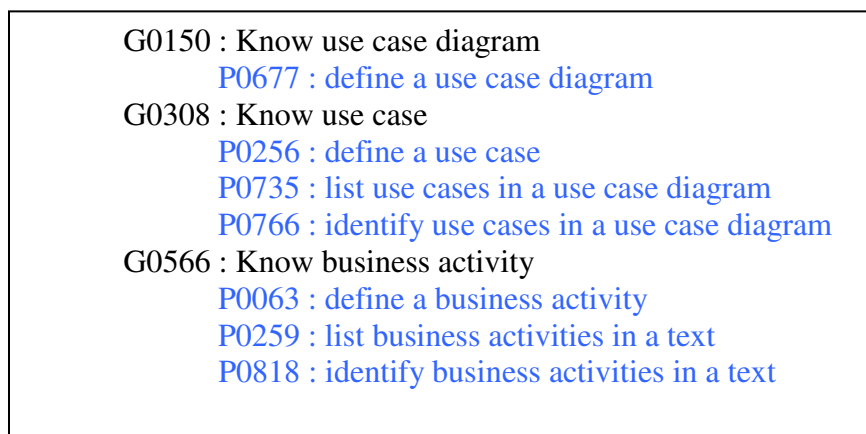 G0150 : Know use case diagram
P0677 : define a use case diagram
G0308 : Know use case
P0256 : define a use case
P0735 : list use cases in a use case diagram
P0766 : identify use cases in a use case diagram
G0566 : Know business activity
P0063 : define a business activity
P0259 : list business activities in a text
P0818 : identify business activities in a text